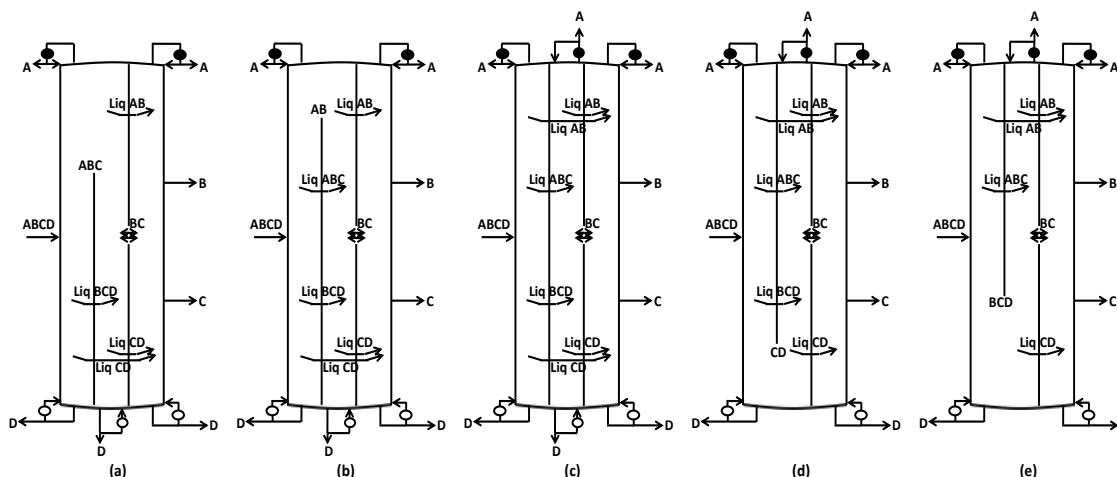 A A A
A A A A A A A A A A
Liq AB Liq AB Liq AB Liq AB Liq AB
AB
Liq AB Liq AB Liq AB
ABC
Liq ABC Liq ABC Liq ABC Liq ABC
B B B B B
ABCD BC ABCD BC ABCD BC ABCD BC ABCD BC
Liq BCD Liq BCD Liq BCD Liq BCD BCD
C C C C C
Liq CD Liq CD Liq CD Liq CD Liq CD
CD
Liq CD Liq CD Liq CD
D D D D D D D D D
D D D
(a) (b) (c) (d) (e)